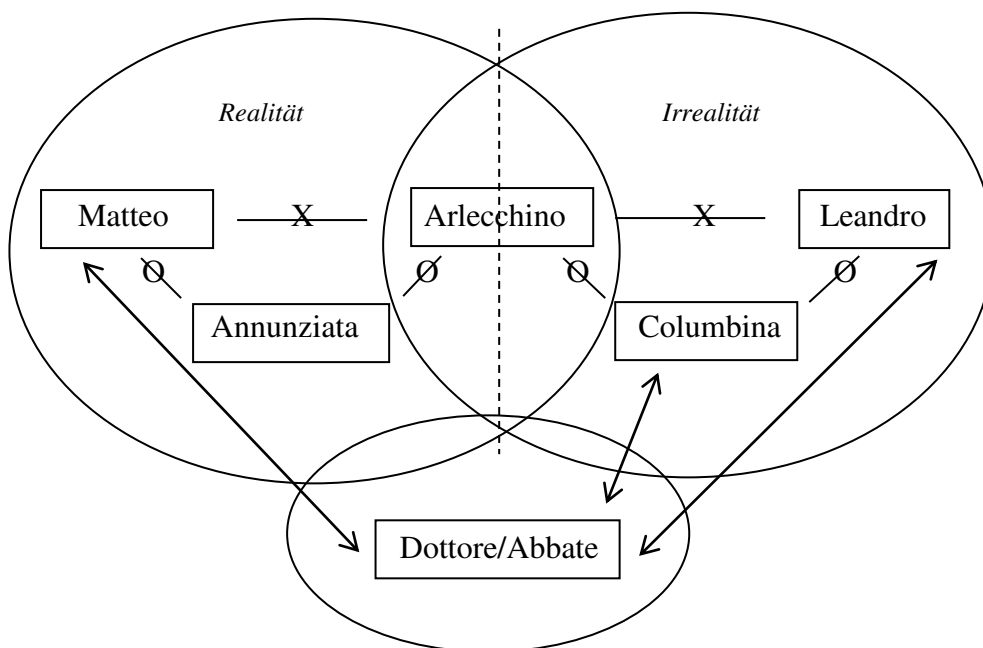 Realität Irrealität
Matteo X Arlecchino X Leandro
O O O O
Annunziata Columbina
Dottore/Abbate